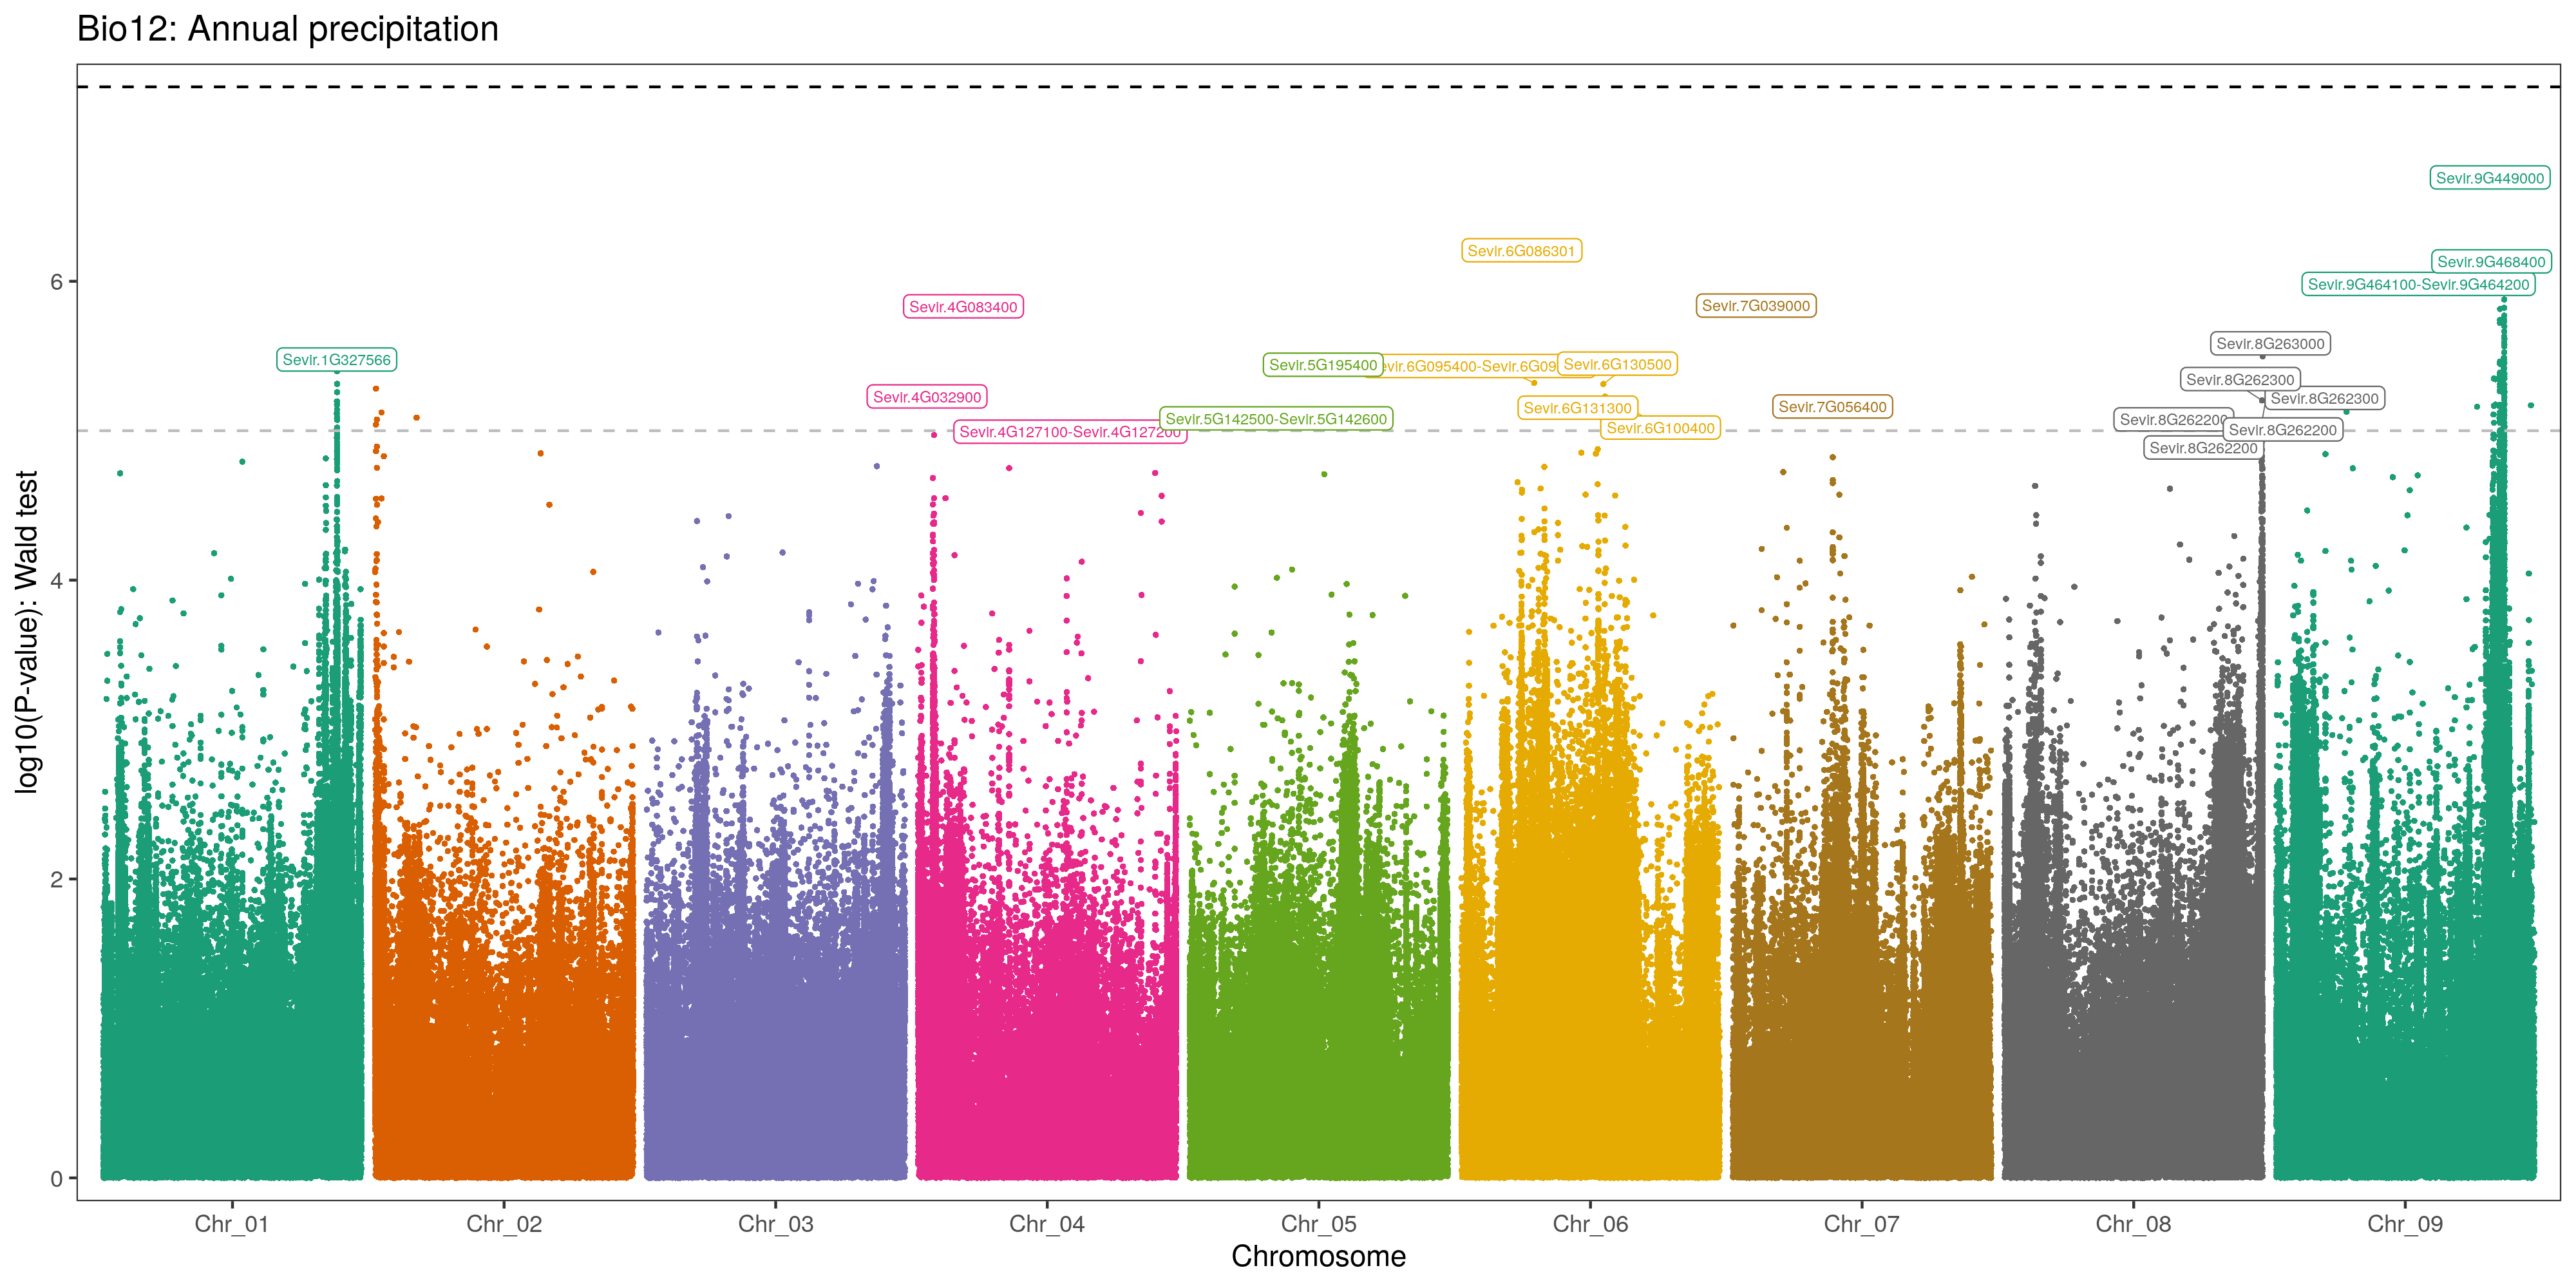 Bio12: Annual precipitation
Sevir.9G449000
Sevir.6G086301
Sevir.9G468400
Sevir.9G464100-Sevir.9G464200
6
Sevir.4G083400
Sevir.7G039000
Sevir.8G263000
Sevir.1G327566
Sevir.5G195400
Sevir.6G130500
Sevir.8G262300
Sevir.4G032900
Sevir.8G262300
Sevir.6G131300
Sevir.7G056400
Sevir.5G142500-Sevir.5G142600
Sevir.8G262200
Sevir.4G127100-Sevir.4G127200
Sevir.6G100400
Sevir.8G262200
Sevir.8G262200
4
2
0
log10(P-value): Wald test
Chr_01 Chr_02 Chr_03 Chr_04 Chr_05 Chr_06 Chr_07 Chr_08 Chr_09
Chromosome